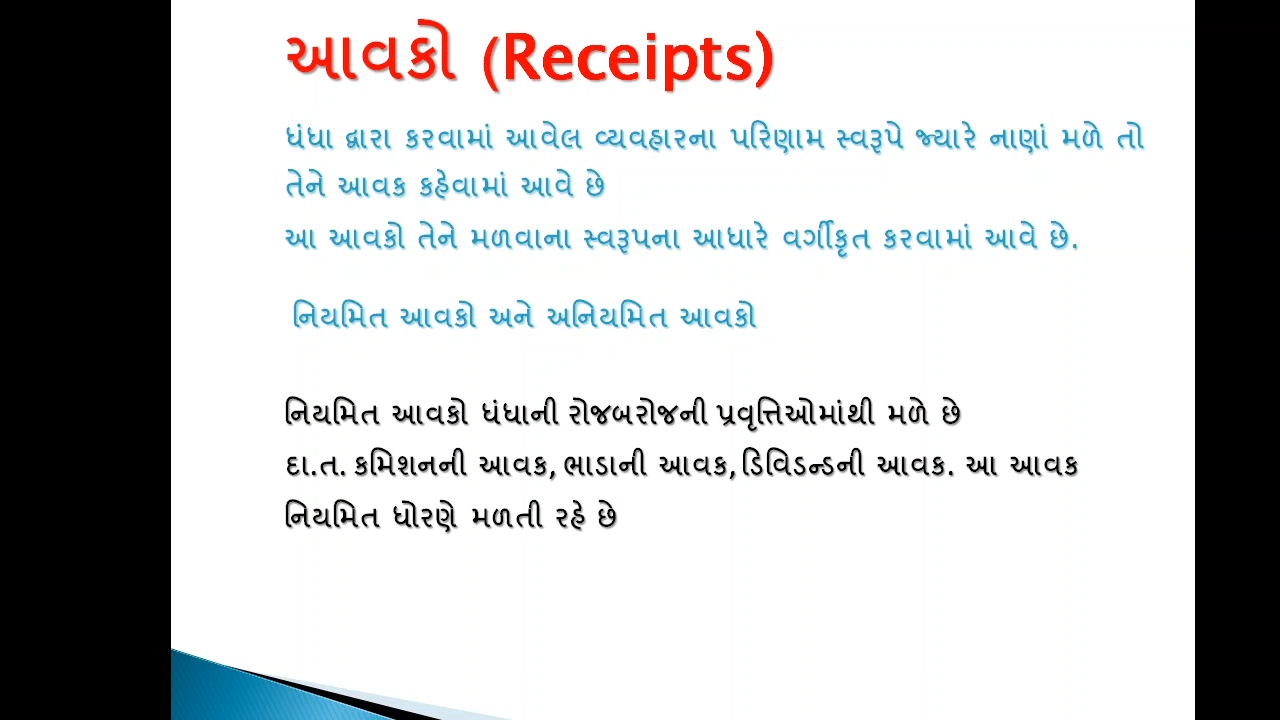 આવકો (Receipts)
ધંધા દ્વારા કરવામાં આવેલ વ્યવહારના પરિણામ સ્વરૂપે જ્યારે નાણાં મળે તો
તેને આવક કહેવામાં આવે છે
આ આવકો તેને મળવાના સ્વરૂપના આધારે વર્ગીકૃત કરવામાં આવે છે.
નિયમિત આવકો અને અનિયમિત આવકો
નિયમિત આવકો ધંધાની રોજબરોજની પ્રવૃત્તિઓમાંથી મળે છે
દા.ત. કમિશનની આવક, ભાડાની આવક, ડિવિડન્ડની આવક. આ આવક
નિયમિત ધોરણે મળતી રહે છે